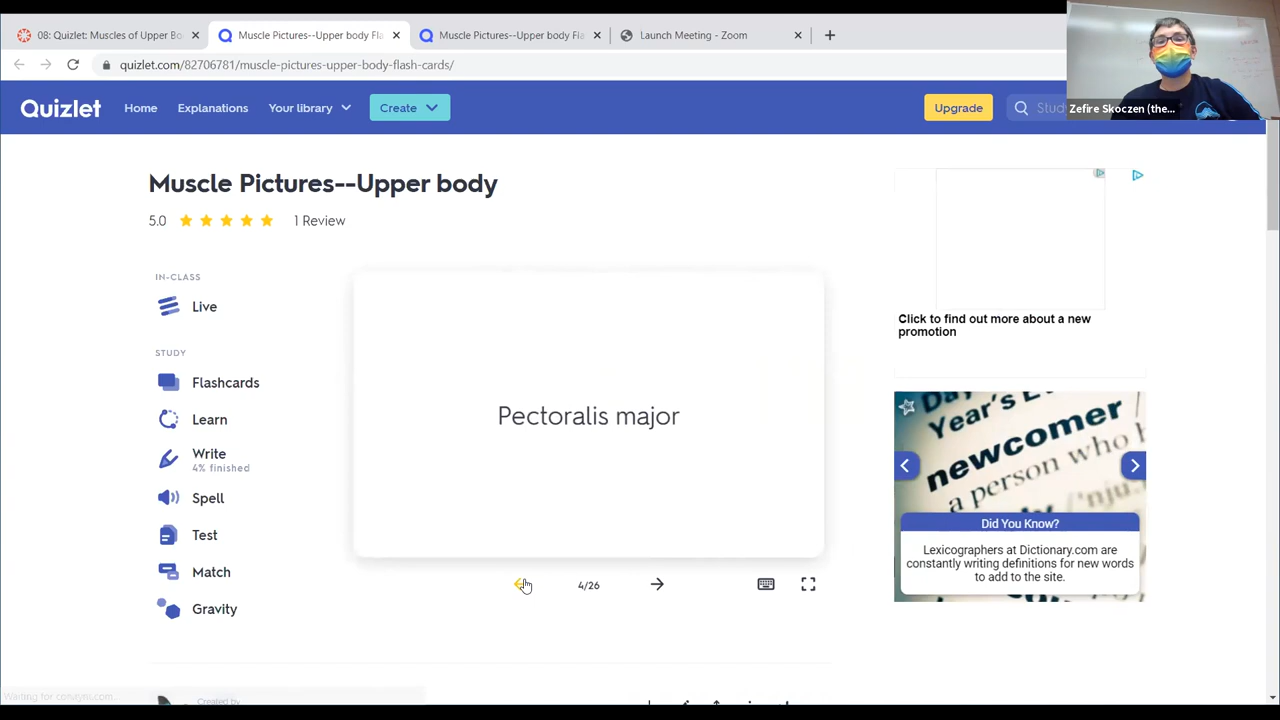 08: Quizlet: Muscles of Upper Bo
Muscle Pictures--Upper body Fla
Muscle Pictures--Upper body Fla
Launch Meeting - Zoom
quizlet.com/82706781/muscle-pictures-upper-body-flash-cards/
Zefire Skoczen (the...
Quizlet
Home
Explanations
Your library
Create
Upgrade
Stud
Muscle Pictures--Upper body
5.0
1 Review
IN-CLASS
Live
STUDY
Flashcards
Learn
Write
4% finished
Spell
Test
Match
Gravity
Pectoralis major
4/26
Click to find out more about a new
promotion
Year's
newcomer
a person who
Did You Know?
Lexicographers at Dictionary.com are
constantly writing definitions for new words
to add to the site.
Created by